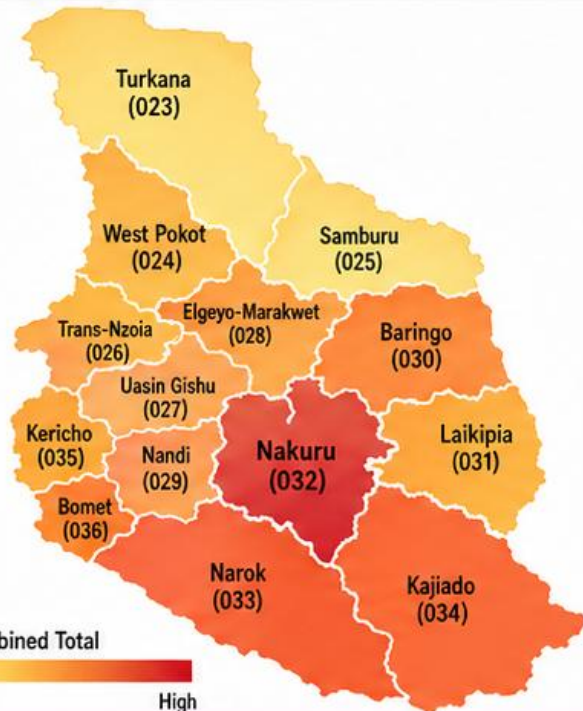 Turkana
(023)
West Pokot
(024)
Samburu
(025)
Trans-Nzoia
(026)
Elgeyo-Marakwet
(028)
Baringo
(030)
Uasin Gishu
(027)
Kericho
(035)
Nandi
(029)
Nakuru
(032)
Laikipia
(031)
Bomet
(036)
Narok
(033)
Kajiado
(034)
Total
High